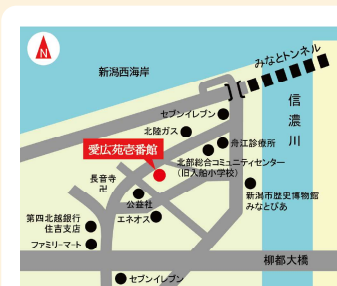 N
みなとトンネル
新潟西海岸
信濃川
セブンイレブン
北陸ガス
舟江診療所
愛広苑壱番館
北部総合コミュニティセンター
(旧入船小学校)
長音寺
卍
新潟市歴史博物館
みなとぴあ
公益社
エネオス
第四北越銀行
住吉支店
ファミリーマート
柳都大橋
セブンイレブン